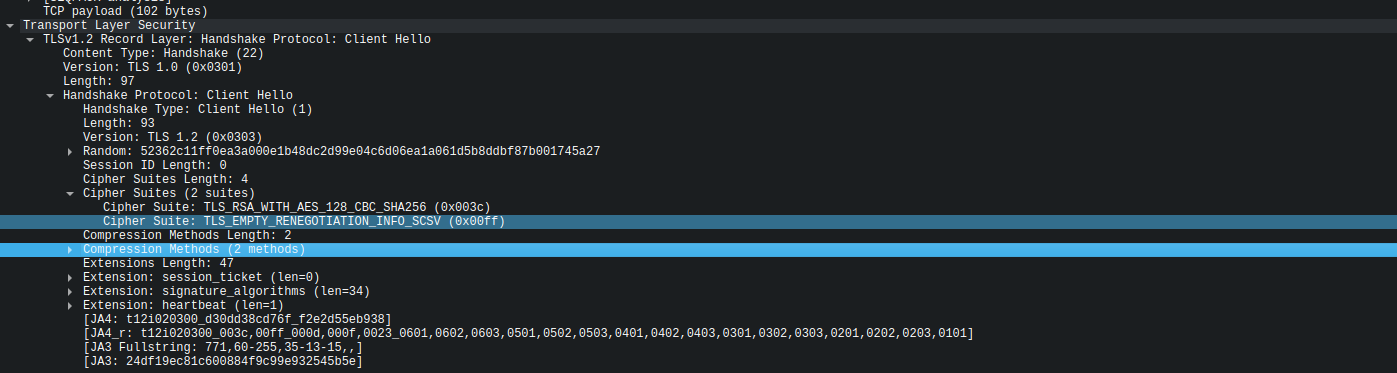 TCP payload (102 bytes)
Transport Layer Security
TLSv1.2 Record Layer: Handshake Protocol: Client Hello
Content Type: Handshake (22)
Version: TLS 1.0 (0x0301)
Length: 97
Handshake Protocol: Client Hello
Handshake Type: Client Hello (1)
Length: 93
Version: TLS 1.2 (0x0303)
Random: 52362c11ff0ea3a000e1b48dc2d99e04c6d06ea1a061d5b8ddbf87b001745a27
Session ID Length: 0
Cipher Suites Length: 4
Cipher Suites (2 suites)
Cipher Suite: TLS_RSA_WITH_AES_128_CBC_SHA256 (0x003c)
Cipher Suite: TLS_EMPTY_RENEGOTIATION_INFO_SCSV (0x00ff)
Compression Methods Length: 2
Compression Methods (2 methods)
Extensions Length: 47
Extension: session_ticket (len=0)
Extension: signature_algorithms (len=34)
Extension: heartbeat (len=1)
[JA4: t12i020300_d30dd38cd76f_f2e2d55eb938]
[JA4_r: t12i020300_003c,00ff_000d,000f,0023_0601,0602,0603,0501,0502,0503,0401,0402,0403,0301,0302,0303,0201,0202,0203,0101]
[JA3 Fullstring: 771,60-255,35-13-15,,]
[JA3: 24df19ec81c600884f9c99e932545b5e]